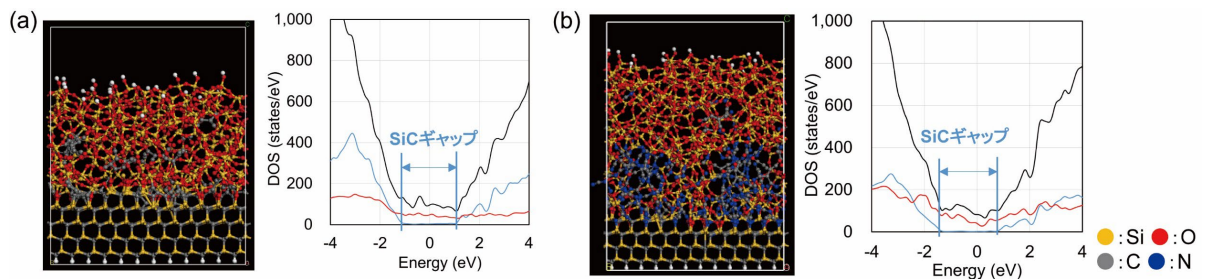 (a)
DOS (states/eV)
1,000
800
600
400
200
0
SiCギャップ
-4 -2 0 2 4
Energy (eV)
(b)
DOS (states/eV)
1,000
800
600
400
200
0
SiCギャップ
-4 -2 0 2 4
Energy (eV)
:Si :O
:C :N